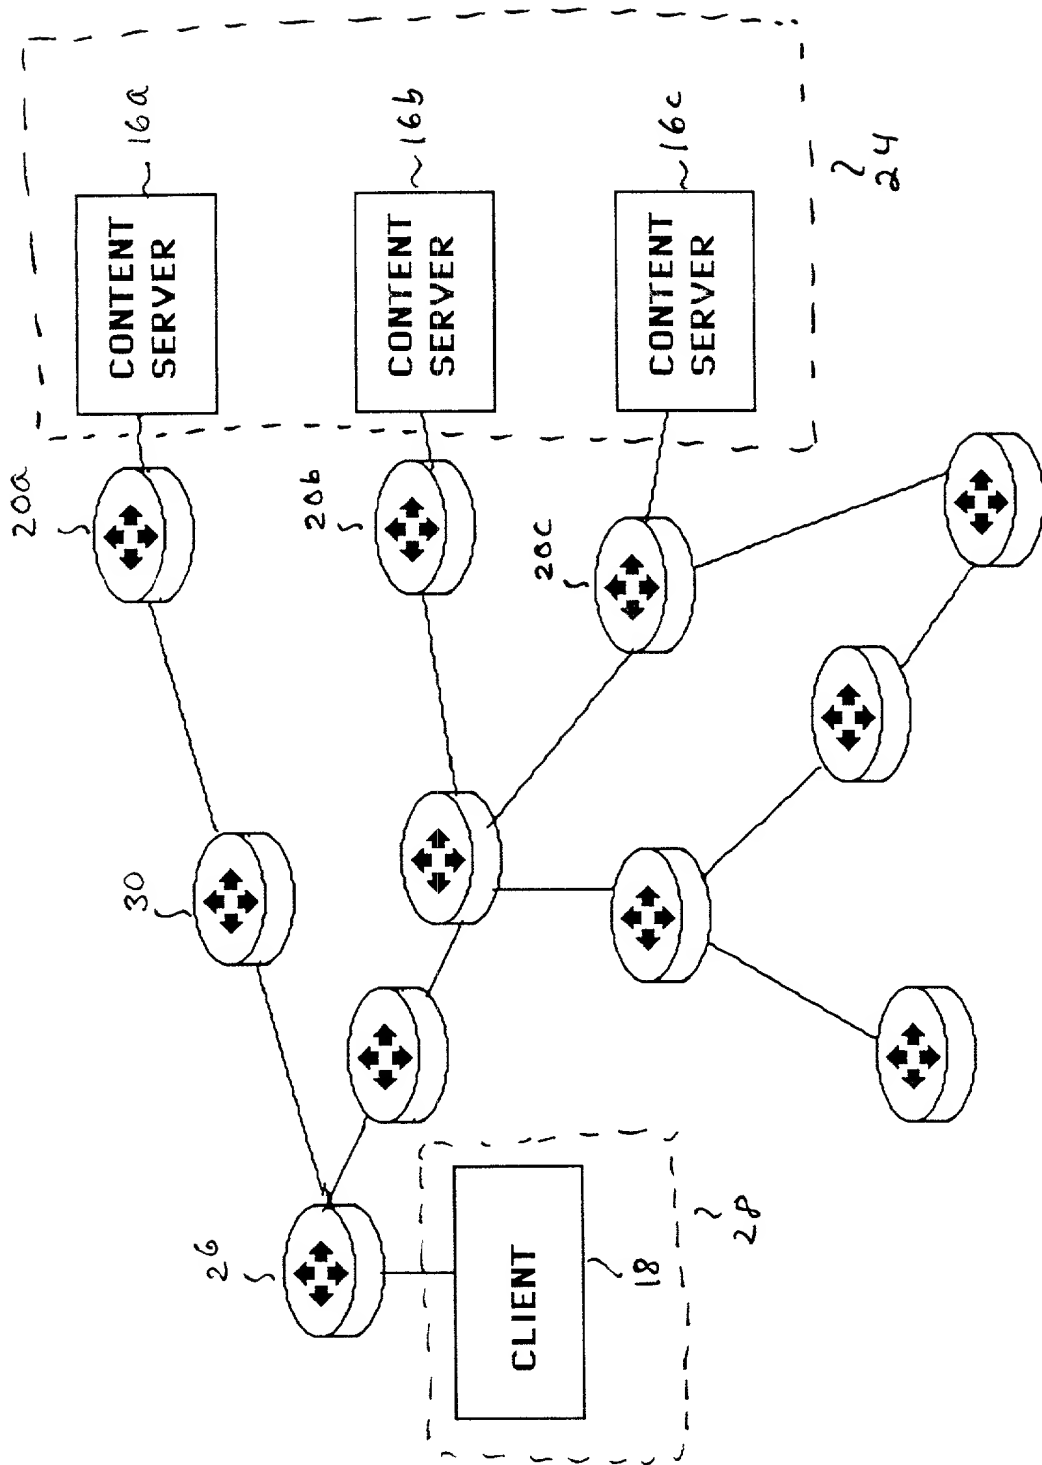 CONTENT
SERVER
16a
CONTENT
SERVER
16b
CONTENT
SERVER
16c
24
20a
20b
20c
30
26
CLIENT
18
28